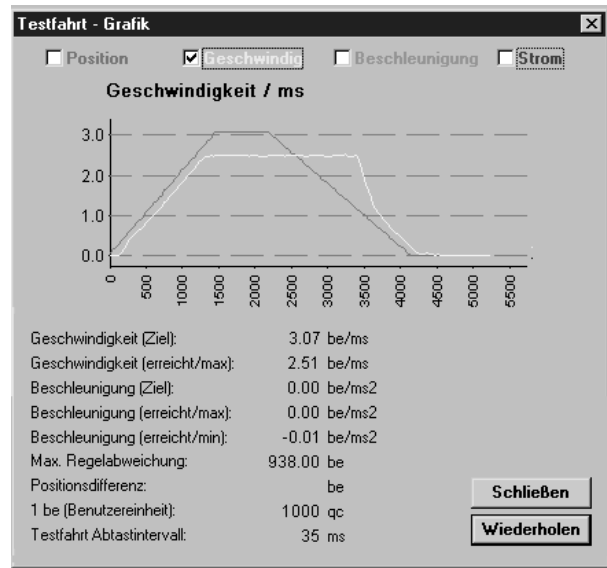 Testfahrt - Grafik
Position Geschwindig Beschleunigung Strom
Geschwindigkeit / ms
3.0
2.0
1.0
0.0
0 500 1000 1500 2000 2500 3000 3500 4000 4500 5000 5500
Geschwindigkeit (Ziel): 3.07 be/ms
Geschwindigkeit (erreicht/max): 2.51 be/ms
Beschleunigung (Ziel): 0.00 be/ms2
Beschleunigung (erreicht/max): 0.00 be/ms2
Beschleunigung (erreicht/min): -0.01 be/ms2
Max. Regelabweichung: 938.00 be
Positionsdifferenz: be
1 be (Benutzereinheit): 1000 qc
Testfahrt Abtastintervall: 35 ms
Schließen
Wiederholen